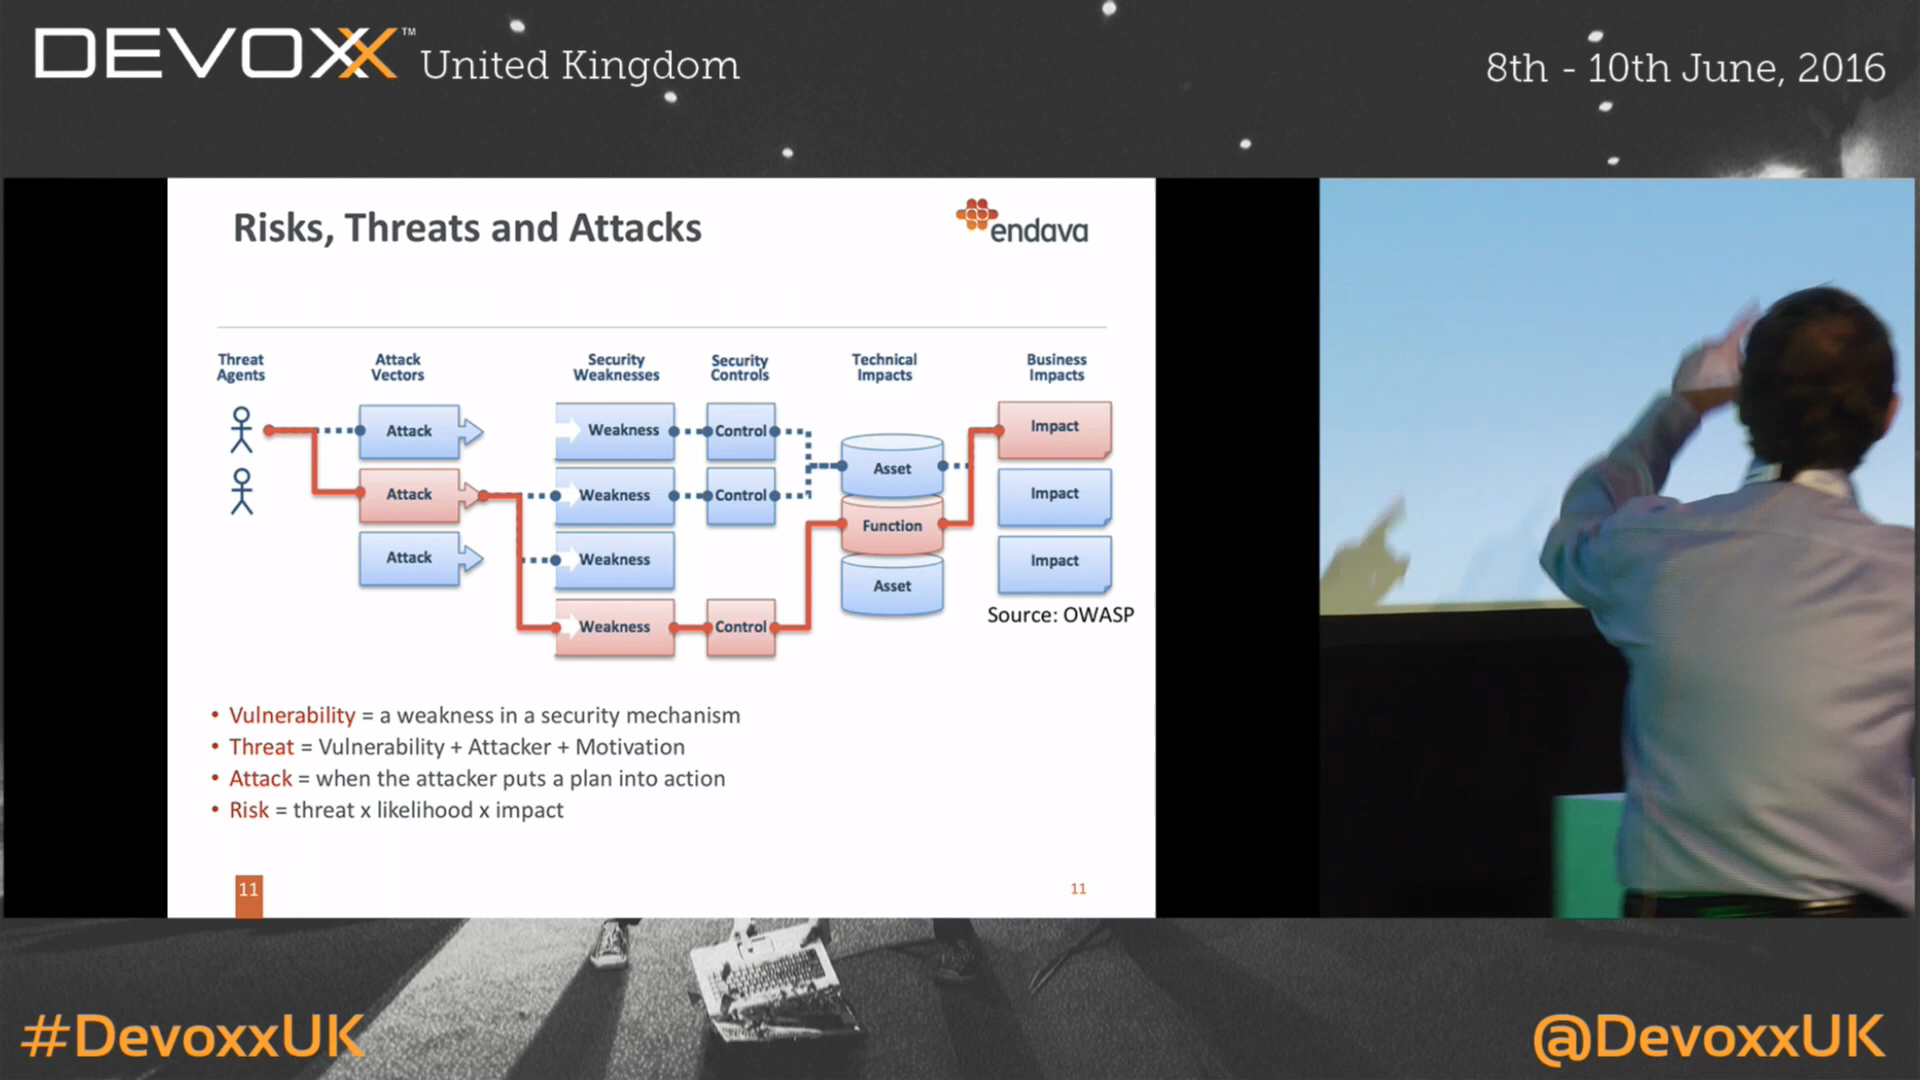 DEVOXX™ United Kingdom
8th - 10th June, 2016
Risks, Threats and Attacks
endava
Threat Agents
Attack Vectors
Security Weaknesses
Security Controls
Technical Impacts
Business Impacts
Attack
Weakness
Control
Asset
Impact
Attack
Weakness
Control
Function
Impact
Attack
Weakness
Asset
Impact
Weakness
Control
Source: OWASP
• Vulnerability = a weakness in a security mechanism
• Threat = Vulnerability + Attacker + Motivation
• Attack = when the attacker puts a plan into action
• Risk = threat x likelihood x impact
11
11
#DevoxxUK
@DevoxxUK